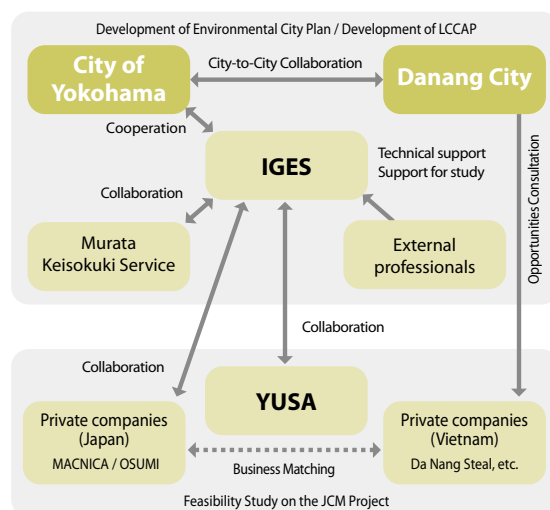 Development of Environmental City Plan / Development of LCCAP
City of
Yokohama
City-to-City Collaboration
Danang City
Cooperation
IGES
Technical support
Support for study
Opportunities Consultation
Collaboration
Murata
Keisokuki Service
External
professionals
Collaboration
Collaboration
YUSA
Private companies
(Japan)
MACNICA / OSUMI
Business Matching
Private companies
(Vietnam)
Da Nang Steal, etc.
Feasibility Study on the JCM Project